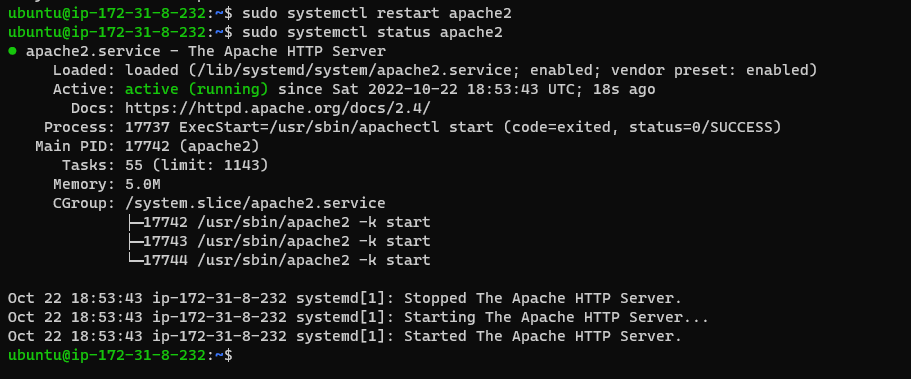 ubuntu@ip-172-31-8-232:~$ sudo systemctl restart apache2
ubuntu@ip-172-31-8-232:~$ sudo systemctl status apache2
● apache2.service - The Apache HTTP Server
     Loaded: loaded (/lib/systemd/system/apache2.service; enabled; vendor preset: enabled)
     Active: active (running) since Sat 2022-10-22 18:53:43 UTC; 18s ago
       Docs: https://httpd.apache.org/docs/2.4/
    Process: 17737 ExecStart=/usr/sbin/apachectl start (code=exited, status=0/SUCCESS)
   Main PID: 17742 (apache2)
      Tasks: 55 (limit: 1143)
     Memory: 5.0M
     CGroup: /system.slice/apache2.service
             ├─17742 /usr/sbin/apache2 -k start
             ├─17743 /usr/sbin/apache2 -k start
             └─17744 /usr/sbin/apache2 -k start

Oct 22 18:53:43 ip-172-31-8-232 systemd[1]: Stopped The Apache HTTP Server.
Oct 22 18:53:43 ip-172-31-8-232 systemd[1]: Starting The Apache HTTP Server...
Oct 22 18:53:43 ip-172-31-8-232 systemd[1]: Started The Apache HTTP Server.
ubuntu@ip-172-31-8-232:~$